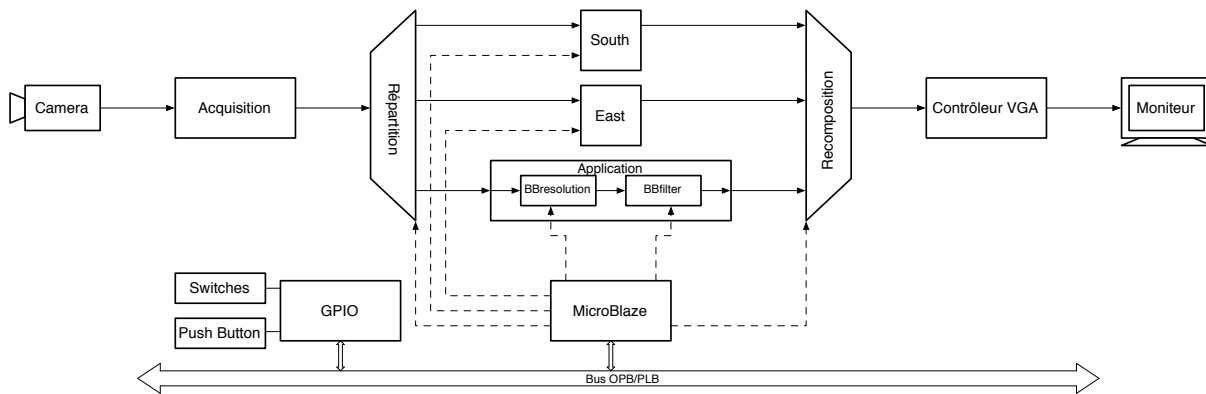 South
East
Camera
Acquisition
Répartition
Recomposition
Contrôleur VGA
Moniteur
Application
BBresolution
BBfilter
Switches
Push Button
GPIO
MicroBlaze
Bus OPB/PLB